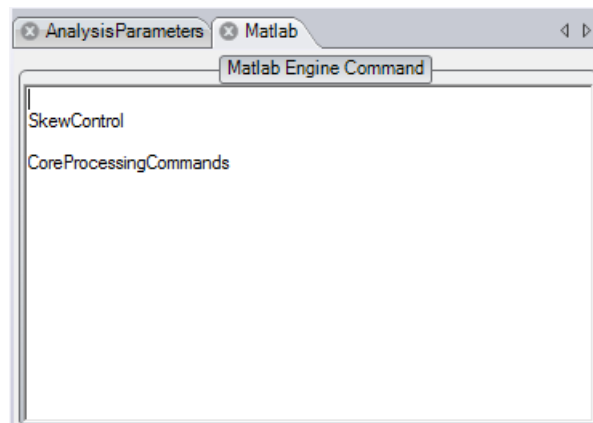 AnalysisParameters Matlab
Matlab Engine Command
SkewControl
CoreProcessingCommands